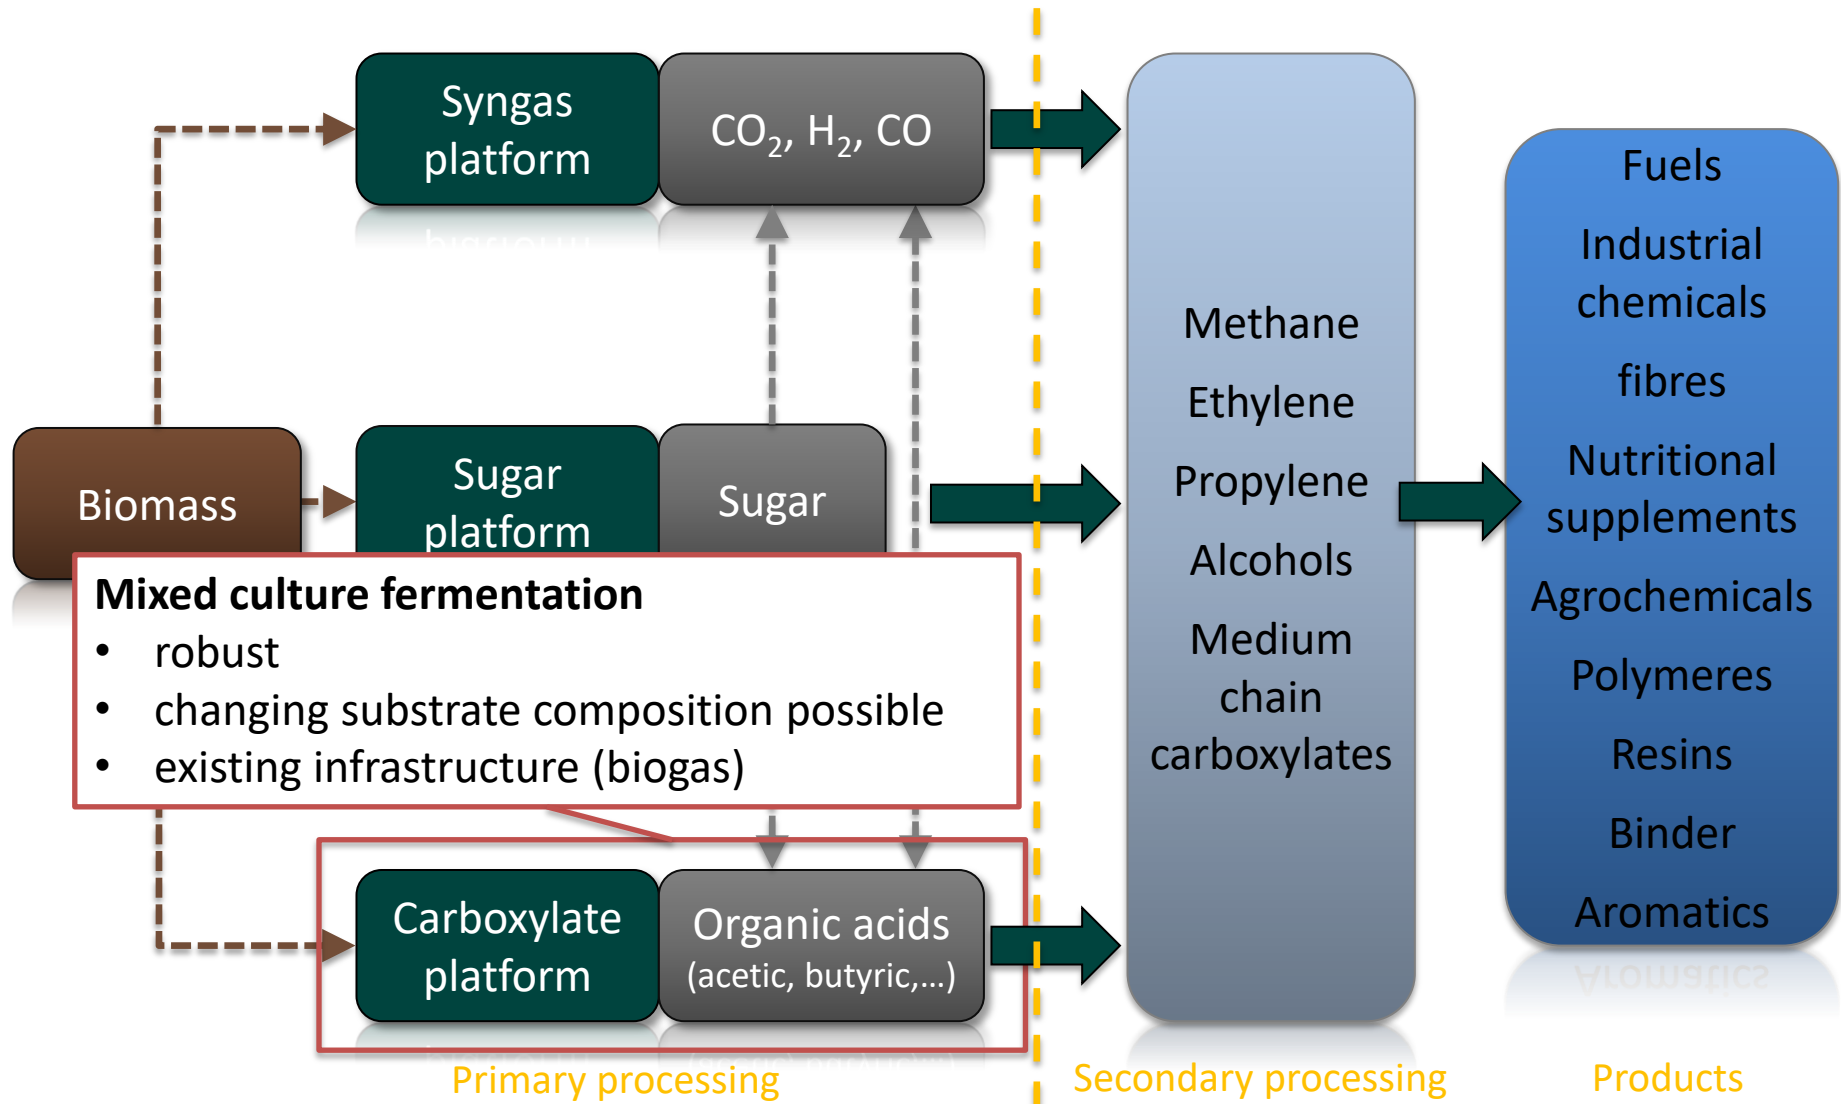 Syngas
platform
CO₂, H₂, CO
Biomass
Sugar
platform
Sugar
Mixed culture fermentation
• robust
• changing substrate composition possible
• existing infrastructure (biogas)
Carboxylate
platform
Organic acids
(acetic, butyric,...)
Primary processing
Methane
Ethylene
Propylene
Alcohols
Medium
chain
carboxylates
Secondary processing
Fuels
Industrial
chemicals
fibres
Nutritional
supplements
Agrochemicals
Polymeres
Resins
Binder
Aromatics
Products